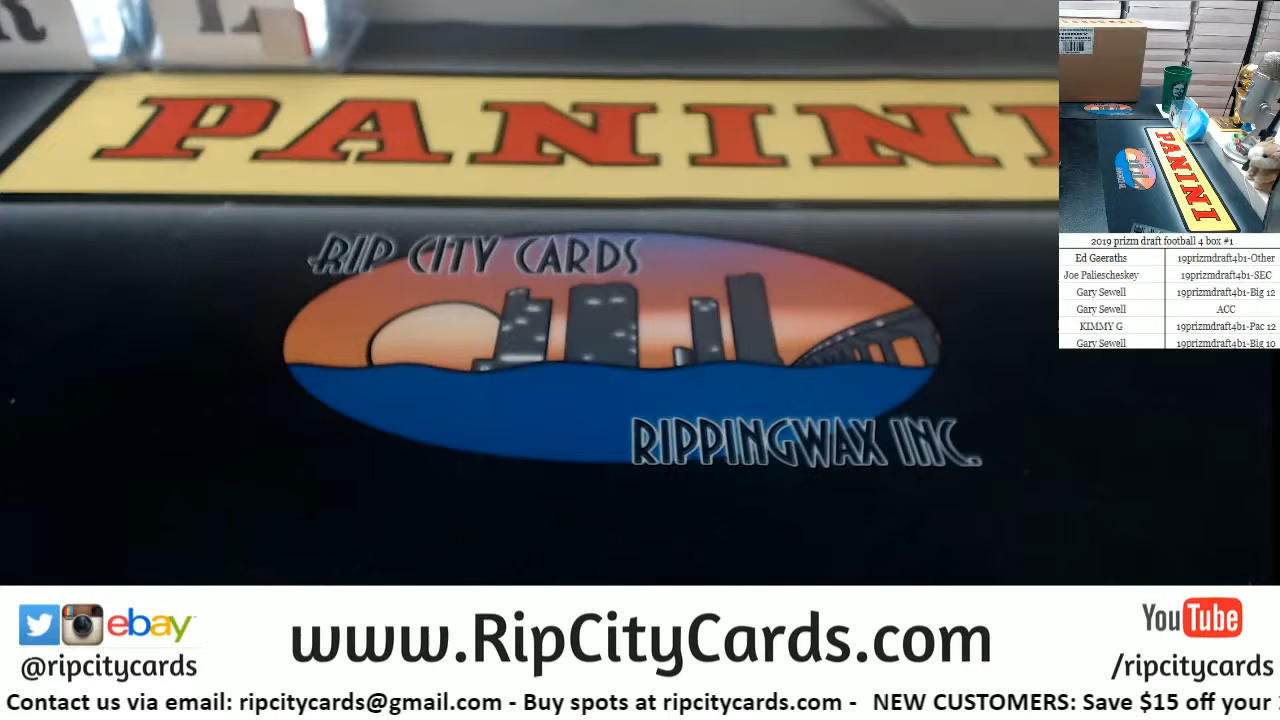 PANINI
RIP CITY CARDS
RIPPINGWAX INC.
PANINI
2019 prizm draft football 4 box #1
Ed Gaeraths 19prizmdraft4b1-Other
Joe Paliescheskey 19prizmdraft4b1-SEC
Gary Sewell 19prizmdraft4b1-Big 12
Gary Sewell ACC
KIMMY G 19prizmdraft4b1-Pac 12
Gary Sewell 19prizmdraft4b1-Big 10
ebay
@ripcitycards
www.RipCityCards.com
YouTube
/ripcitycards
Contact us via email: ripcitycards@gmail.com - Buy spots at ripcitycards.com - NEW CUSTOMERS: Save $15 off your